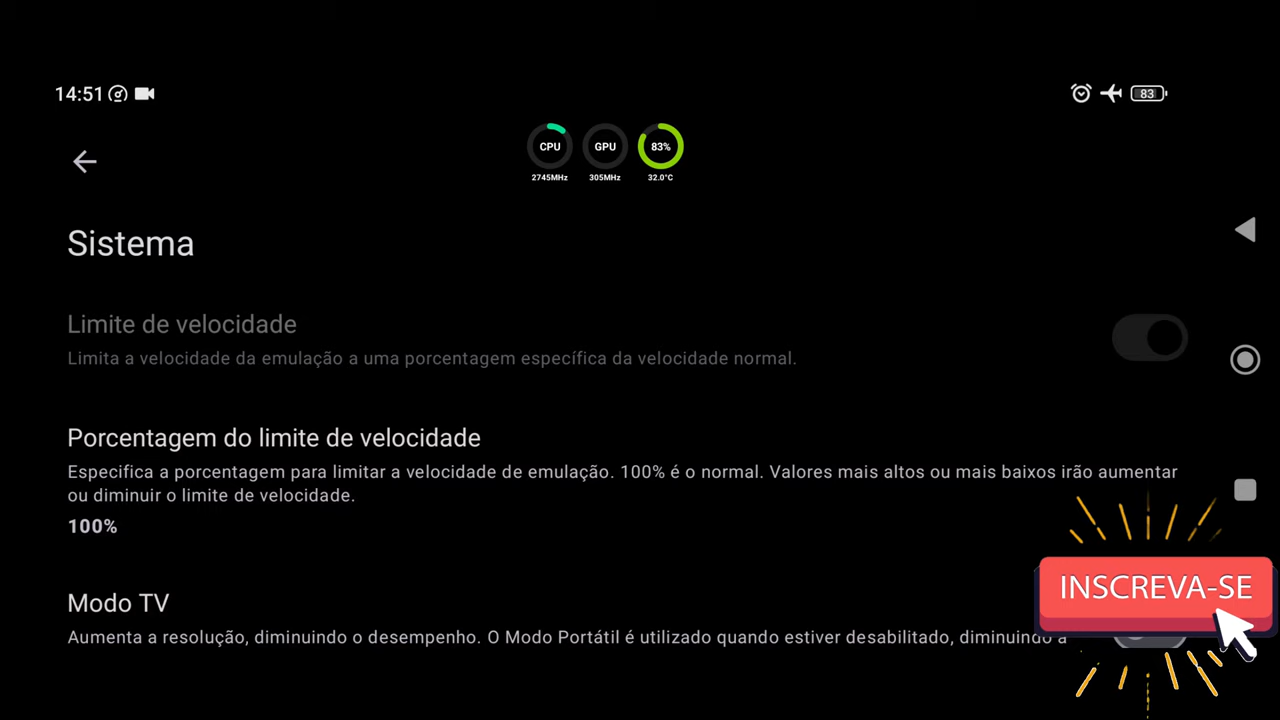 14:51
83
CPU GPU 83%
2745MHz 305MHz 32.0°C
Sistema
Limite de velocidade
Limita a velocidade da emulação a uma porcentagem específica da velocidade normal.
Porcentagem do limite de velocidade
Especifica a porcentagem para limitar a velocidade de emulação. 100% é o normal. Valores mais altos ou mais baixos irão aumentar
ou diminuir o limite de velocidade.
100%
INSCREVA-SE
Modo TV
Aumenta a resolução, diminuindo o desempenho. O Modo Portátil é utilizado quando estiver desabilitado, diminuindo a